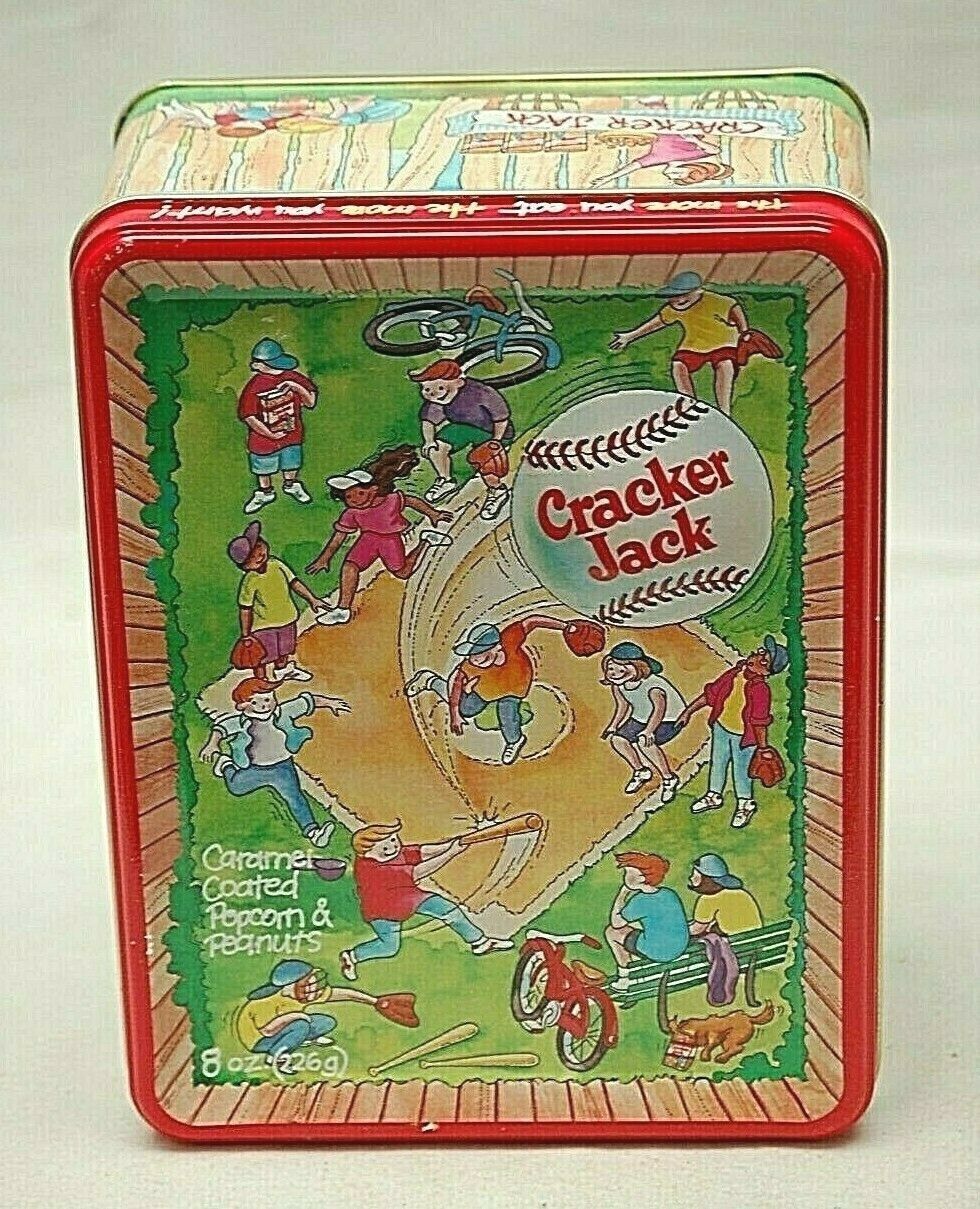 CRACKER JACK
the more you eat the more you want!
Cracker
Jack
Caramel
Coated
Popcorn &
Peanuts
8 oz. (226g)